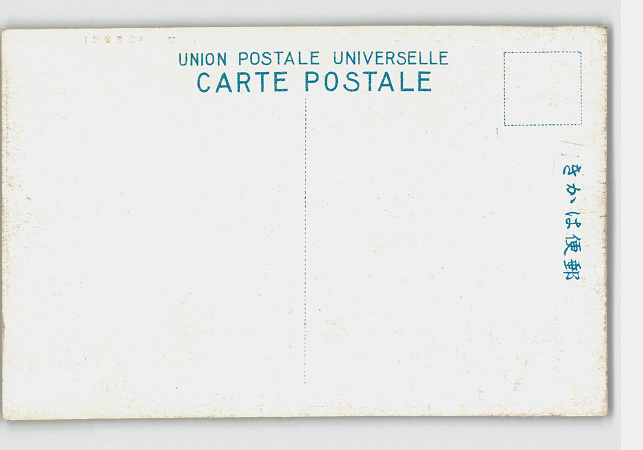 UNION POSTALE UNIVERSELLE
CARTE POSTALE
きかは便郵